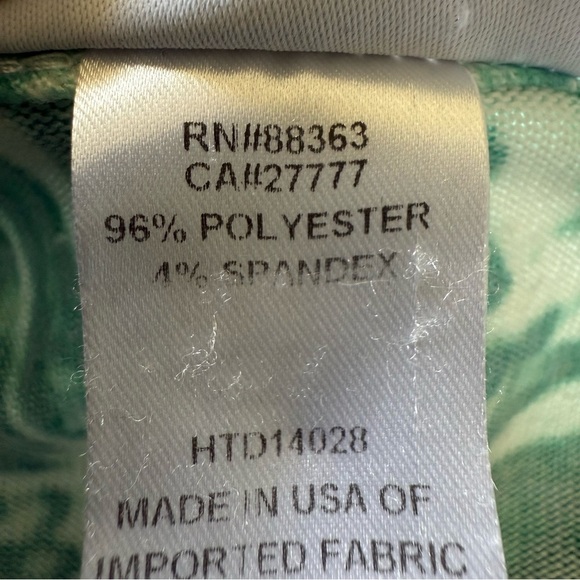 RN#88363
CA#27777
96% POLYESTER
4% SPANDEX
HTD14028
MADE IN USA OF
IMPORTED FABRIC